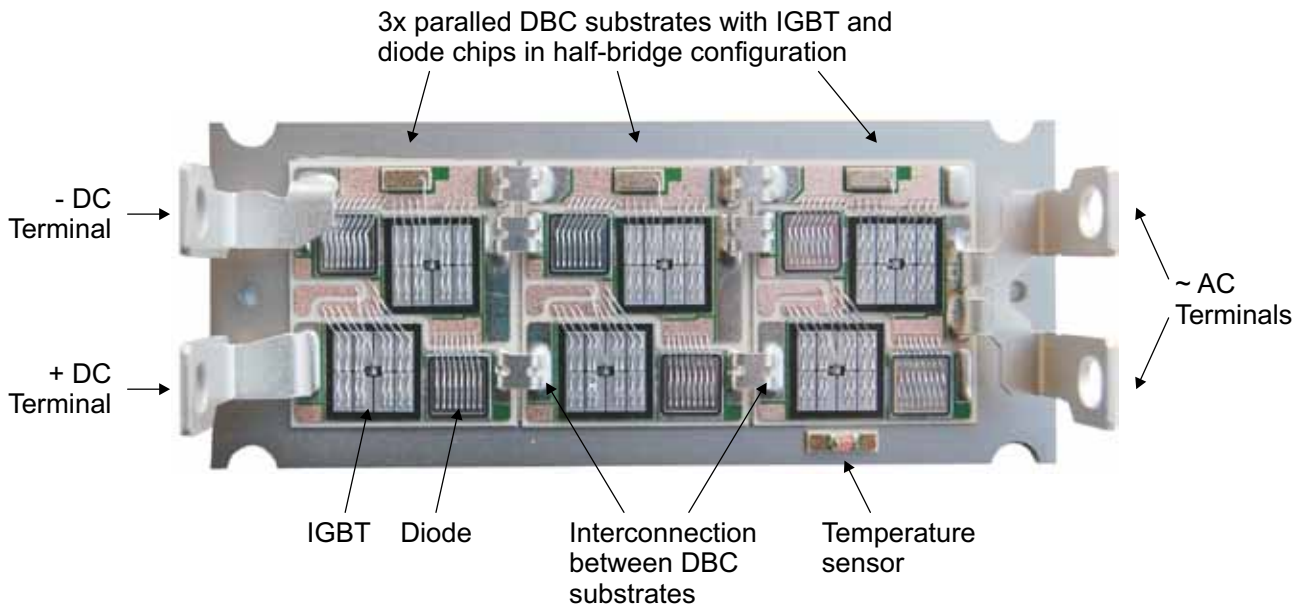 3x paralled DBC substrates with IGBT and
diode chips in half-bridge configuration
- DC
Terminal
~ AC
Terminals
+ DC
Terminal
IGBT
Diode
Interconnection
between DBC
substrates
Temperature
sensor